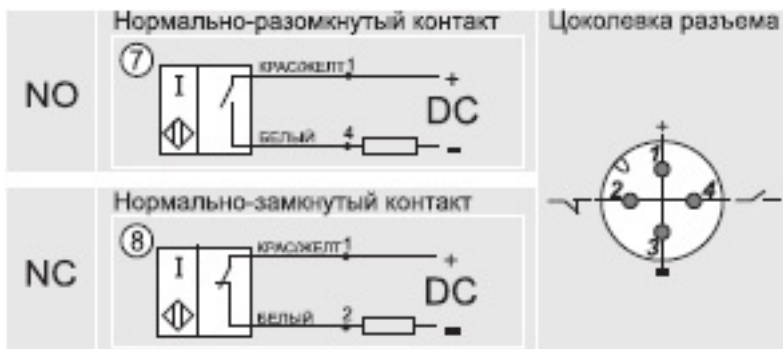 Нормально-разомкнутый контакт
Цоколевка разъема
NO
7
I
КРАС/ЖЕЛТ 1
+
DC
БЕЛЫЙ 4
-
Нормально-замкнутый контакт
NC
8
I
КРАС/ЖЕЛТ 1
+
DC
БЕЛЫЙ 2
-
+
1
2
4
3
-